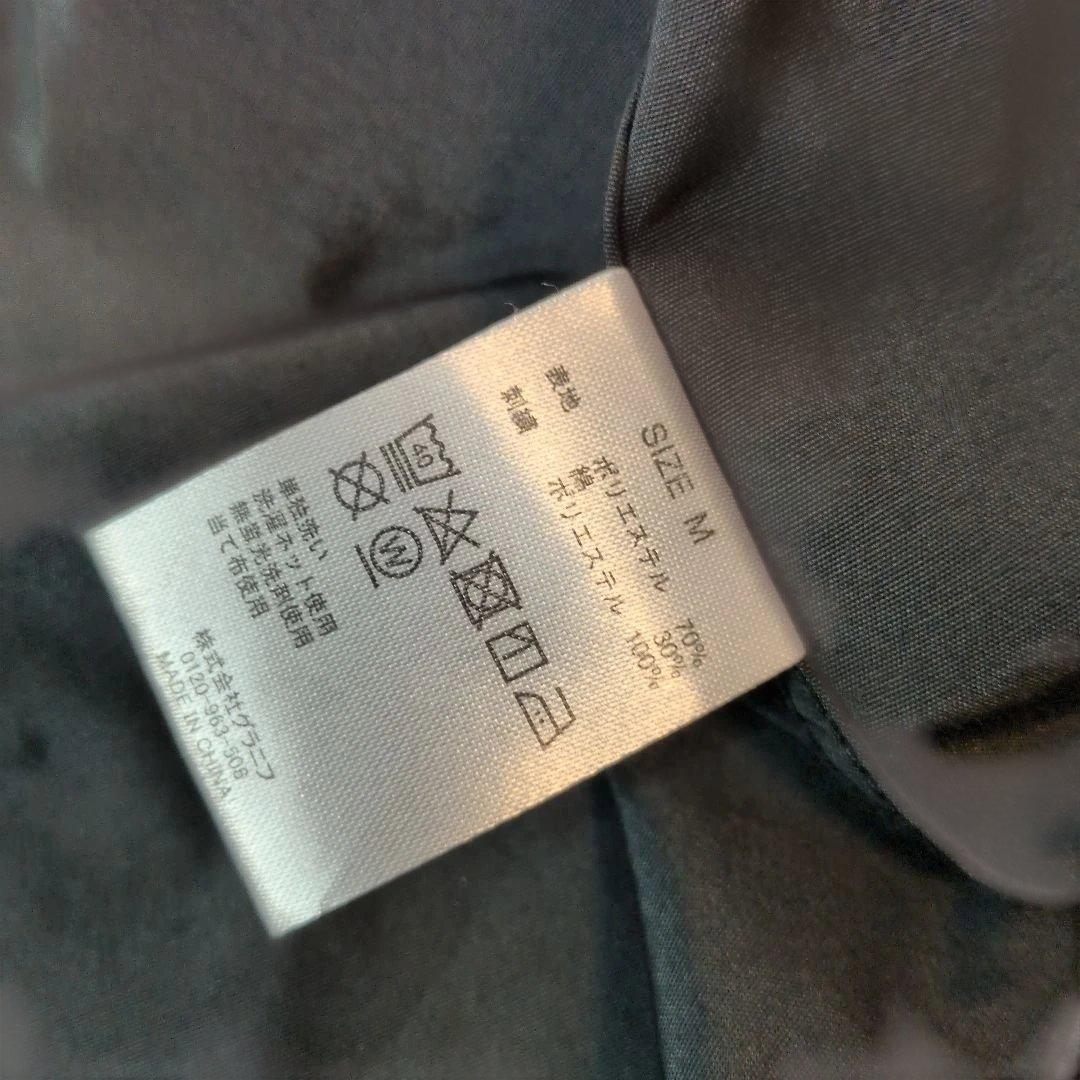 SIZE M
表地 ポリエステル 70%
綿 30%
刺繍 ポリエステル 100%
40
W
単独洗い
洗濯ネット使用
無蛍光洗剤使用
当て布使用
株式会社グラニフ
0120-963-508
MADE IN CHINA